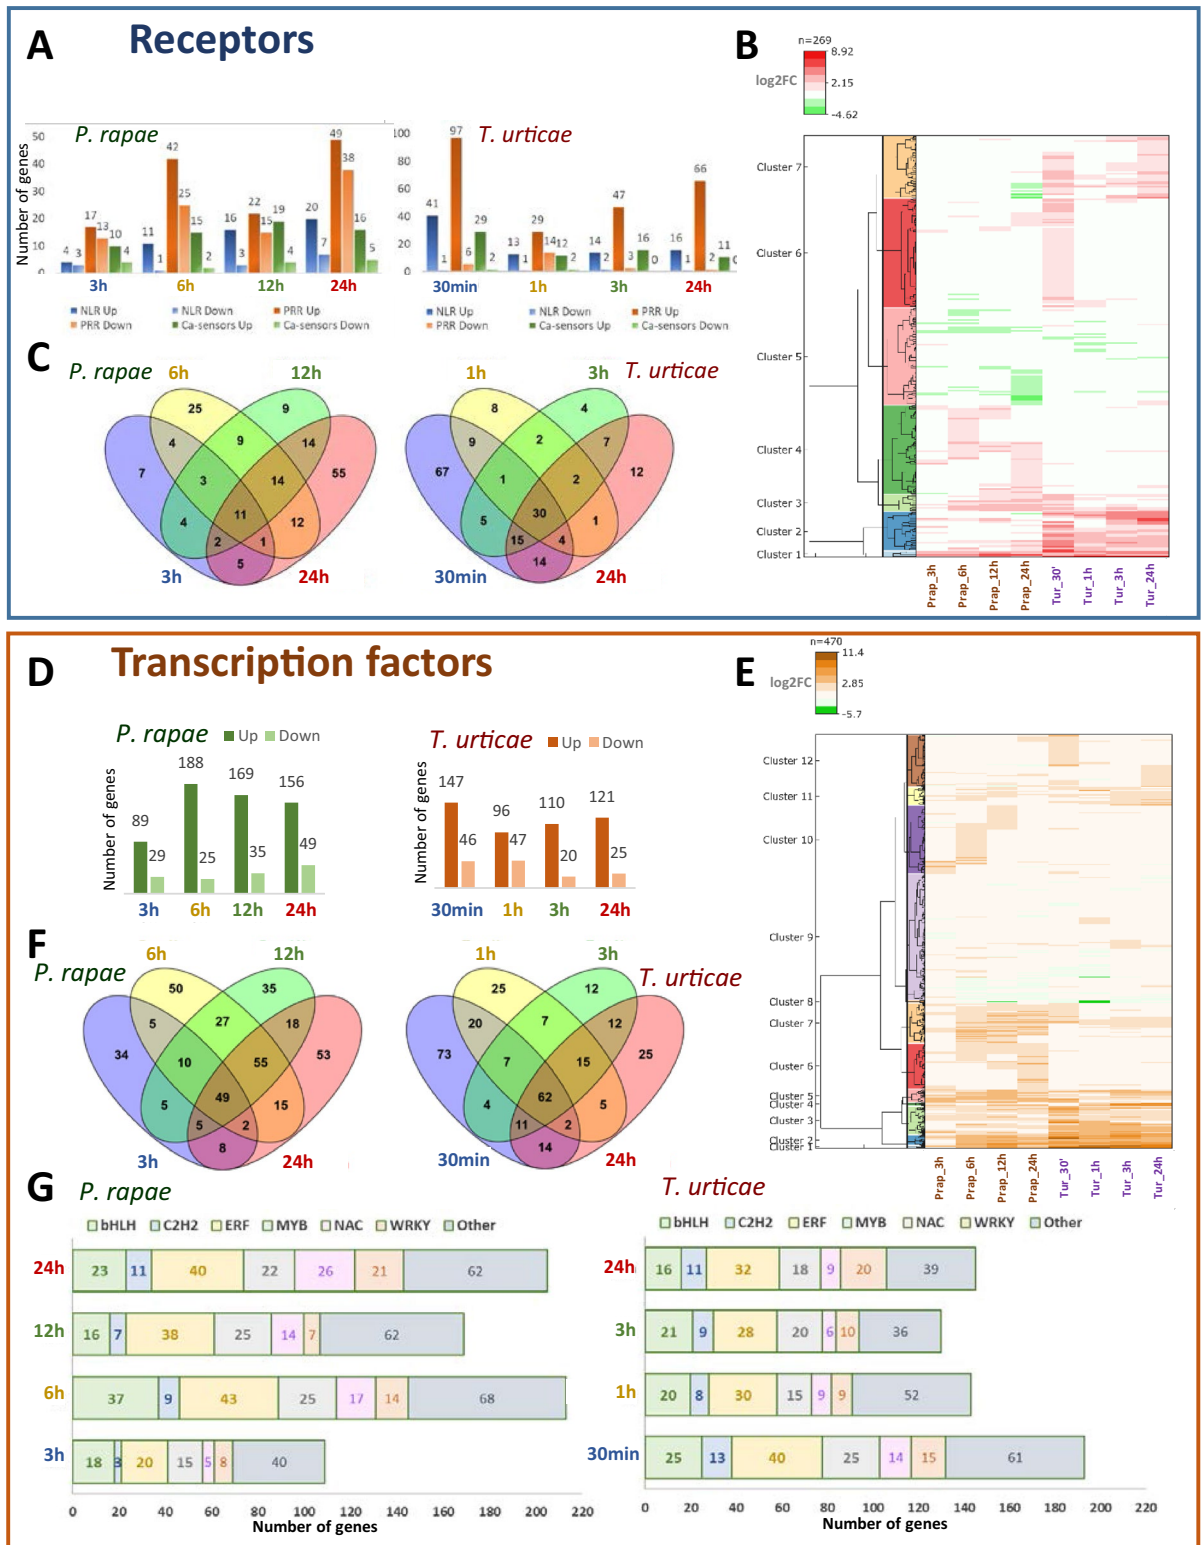 A Receptors
P. rapae
Number of genes
50
40
30
20
10
0
4 3 17 13 10 4
11 1 42 25 15 2
16 3 22 15 19 4
20 7 49 38 16 5
3h 6h 12h 24h
NLR Up NLR Down PRR Up
PRR Down Ca-sensors Up Ca-sensors Down
T. urticae
100
80
60
40
20
0
41 1 97 6 29 2
13 1 29 14 12 2
14 2 47 3 16 0
16 1 66 2 11 0
30min 1h 3h 24h
NLR Up NLR Down PRR Up
PRR Down Ca-sensors Up Ca-sensors Down
B
n=269
log2FC
8.92
2.15
-4.62
Cluster 7
Cluster 6
Cluster 5
Cluster 4
Cluster 3
Cluster 2
Cluster 1
Prap_3h Prap_6h Prap_12h Prap_24h Tur_30' Tur_1h Tur_3h Tur_24h
C
P. rapae 6h 12h
25 9
4 9 14
7 3 14 55
11
4 12
2 1
5
3h 24h
1h 3h T. urticae
8 4
9 2 7
67 1 2 12
30
5 1
15 4
14
30min 24h
D Transcription factors
P. rapae Up Down
Number of genes
89 29 188 25 169 35 156 49
3h 6h 12h 24h
T. urticae Up Down
Number of genes
147 46 96 47 110 20 121 25
30min 1h 3h 24h
E
n=470
log2FC
11.4
2.85
-5.7
Cluster 12
Cluster 11
Cluster 10
Cluster 9
Cluster 8
Cluster 7
Cluster 6
Cluster 5
Cluster 4
Cluster 3
Cluster 2
Cluster 1
Prap_3h Prap_6h Prap_12h Prap_24h Tur_30' Tur_1h Tur_3h Tur_24h
F
P. rapae 6h 12h
50 35
5 27 18
34 10 55 53
49
5 15
5 2
8
3h 24h
1h 3h T. urticae
25 12
20 7 12
73 7 15 25
62
4 5
11 2
14
30min 24h
G P. rapae
bHLH C2H2 ERF MYB NAC WRKY Other
24h 23 11 40 22 26 21 62
12h 16 7 38 25 14 7 62
6h 37 9 43 25 17 14 68
3h 18 3 20 15 5 8 40
0 20 40 60 80 100 120 140 160 180 200 220
Number of genes
T. urticae
bHLH C2H2 ERF MYB NAC WRKY Other
24h 16 11 32 18 9 20 39
3h 21 9 28 20 6 10 36
1h 20 8 30 15 9 9 52
30min 25 13 40 25 14 15 61
0 20 40 60 80 100 120 140 160 180 200 220
Number of genes